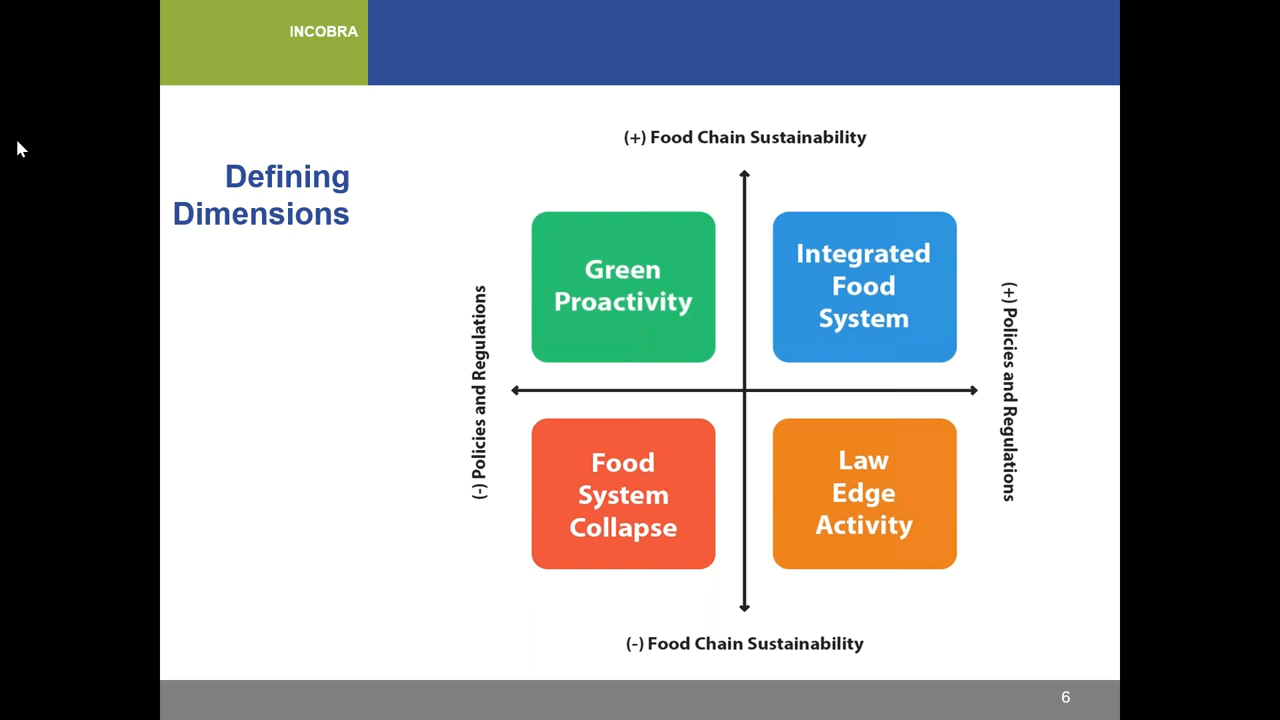 INCOBRA
Defining
Dimensions
(+) Food Chain Sustainability
Green
Proactivity
Integrated
Food
System
(-) Policies and Regulations
(+) Policies and Regulations
Food
System
Collapse
Law
Edge
Activity
(-) Food Chain Sustainability
6